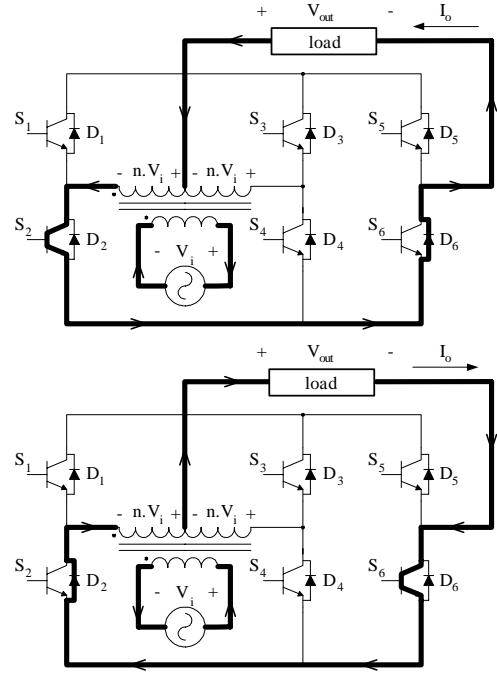 + V_out - I_o
load
S_1 D_1 S_3 D_3 S_5 D_5
- n.V_i + - n.V_i +
S_2 D_2 S_4 D_4 S_6 D_6
- V_i +
+ V_out - I_o
load
S_1 D_1 S_3 D_3 S_5 D_5
- n.V_i + - n.V_i +
S_2 D_2 S_4 D_4 S_6 D_6
- V_i +